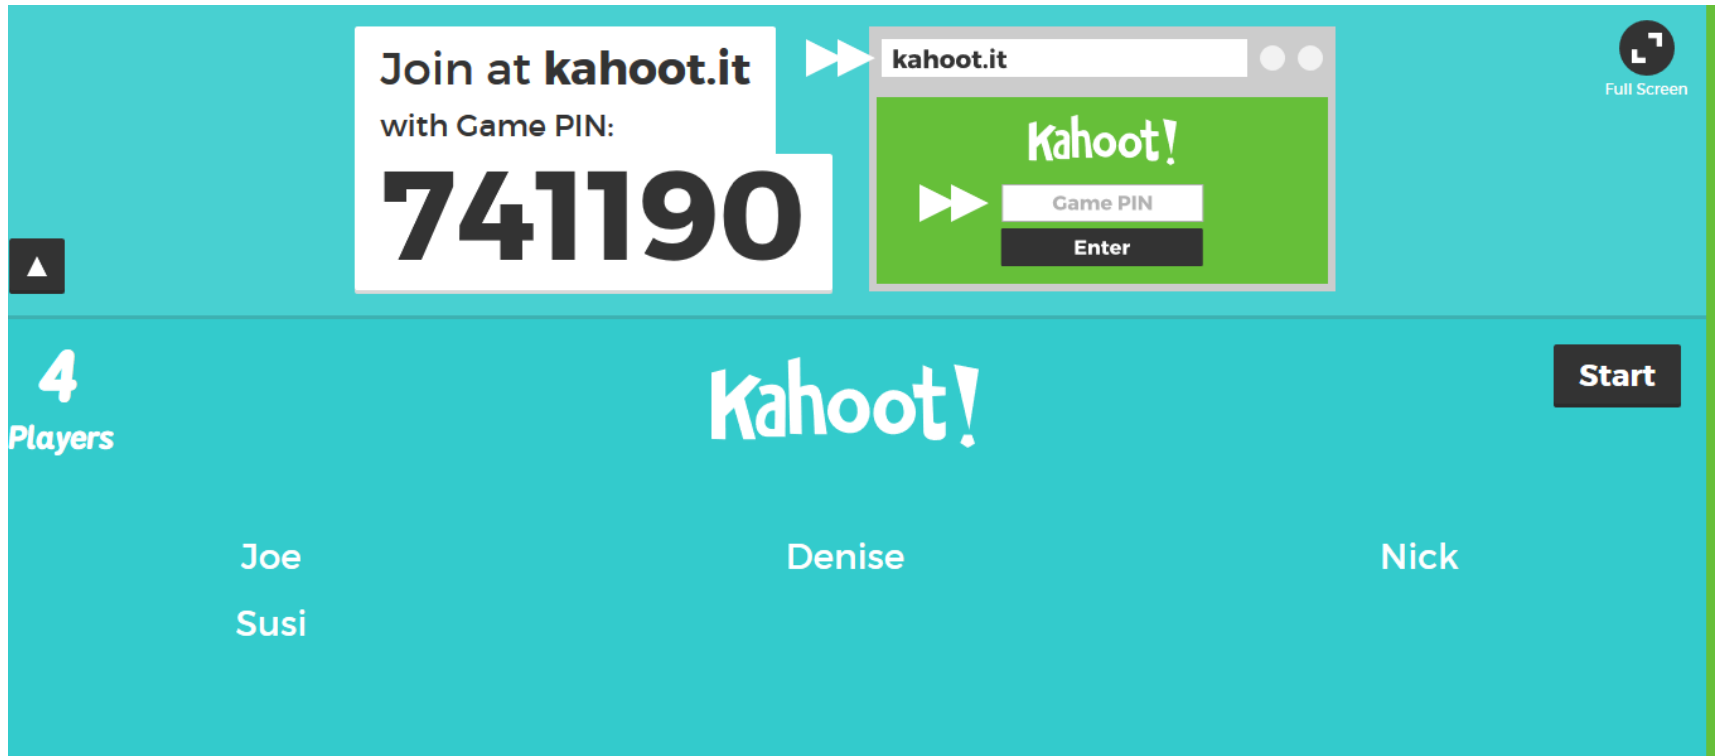 Join at kahoot.it
with Game PIN:
741190
kahoot.it
Kahoot!
Game PIN
Enter
Full Screen
4
Players
Kahoot!
Start
Joe Denise Nick
Susi